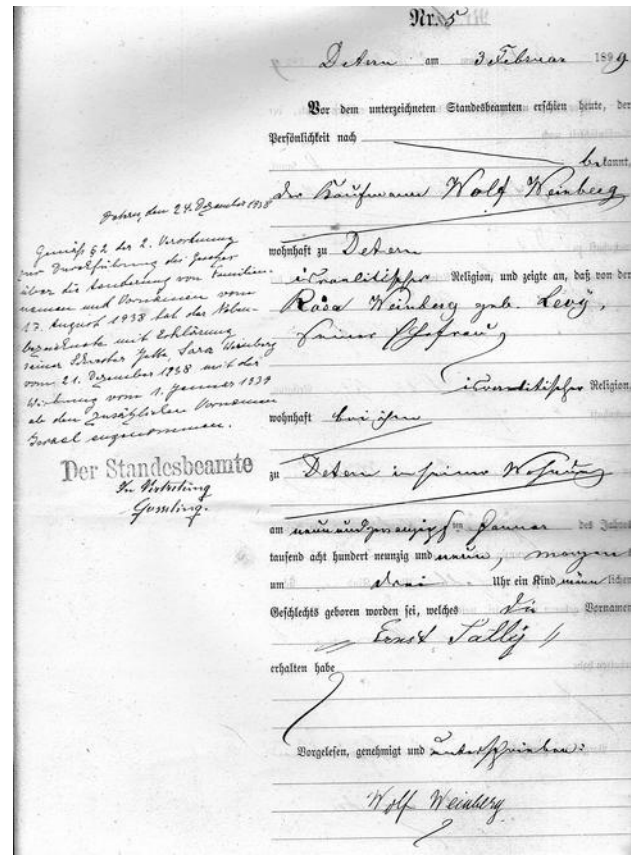 Nr. 5
Detern am 3 Februar 1899
Vor dem unterzeichneten Standesbeamten erschien heute, der
Persönlichkeit nach
bekannt,
der Kaufmann Wolf Weinberg
wohnhaft zu Detern
israelitischer Religion, und zeigte an, daß von der
Rosa Weinberg geb. Levy,
seiner Ehefrau
israelitischer Religion,
wohnhaft bei ihm
zu Detern in seiner Wohnung
am neun und zwanzigsten Januar des Jahres
tausend acht hundert neunzig und neun, morgens
um drei Uhr ein Kind männlichen
Geschlechts geboren worden sei, welches die Vornamen
Ernst Sally
erhalten habe
Vorgelesen, genehmigt und unterschrieben:
Wolf Weinberg
den 24. Dezember 1938
Gemäß § 2 der 2. Verordnung
zur Durchführung des Gesetzes
über die Änderung von Familien-
namen und Vornamen vom
17. August 1938 hat der Neben-
bezeichnete mit Erklärung
seiner Schwester Sara Weinberg
vom 21. Dezember 1938 mit der
Wirkung vom 1. Januar 1939
ab den zusätzlichen Vornamen
Israel angenommen.
Der Standesbeamte
In Vertretung